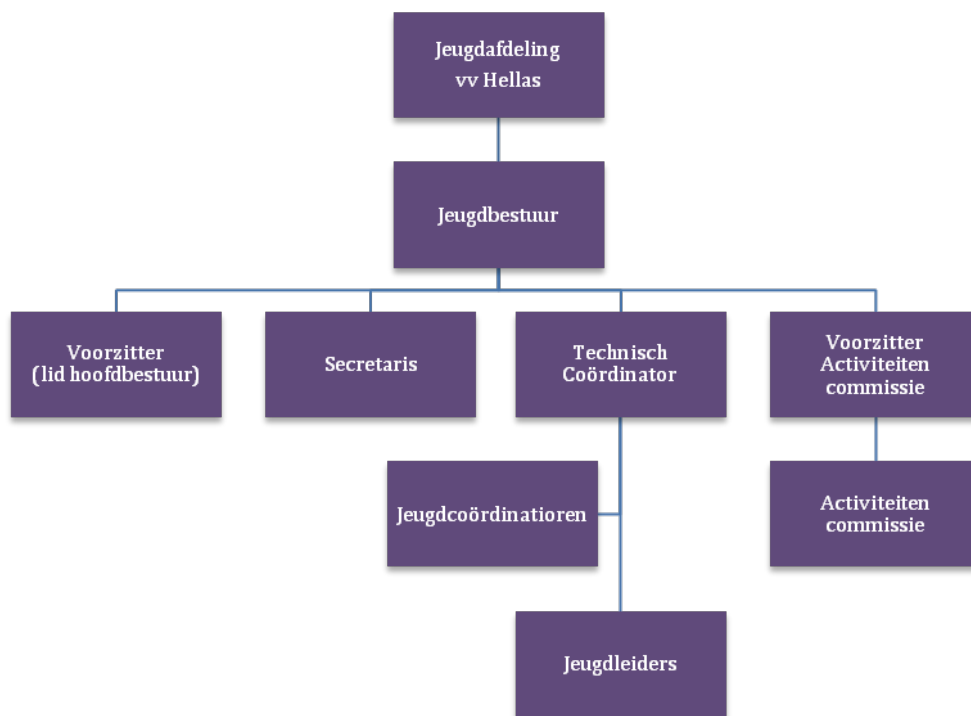 Jeugdafdeling
vv Hellas
Jeugdbestuur
Voorzitter
(lid hoofdbestuur)
Secretaris
Technisch
Coördinator
Voorzitter
Activiteiten
commissie
Jeugdcoördinatioren
Activiteiten
commissie
Jeugdleiders